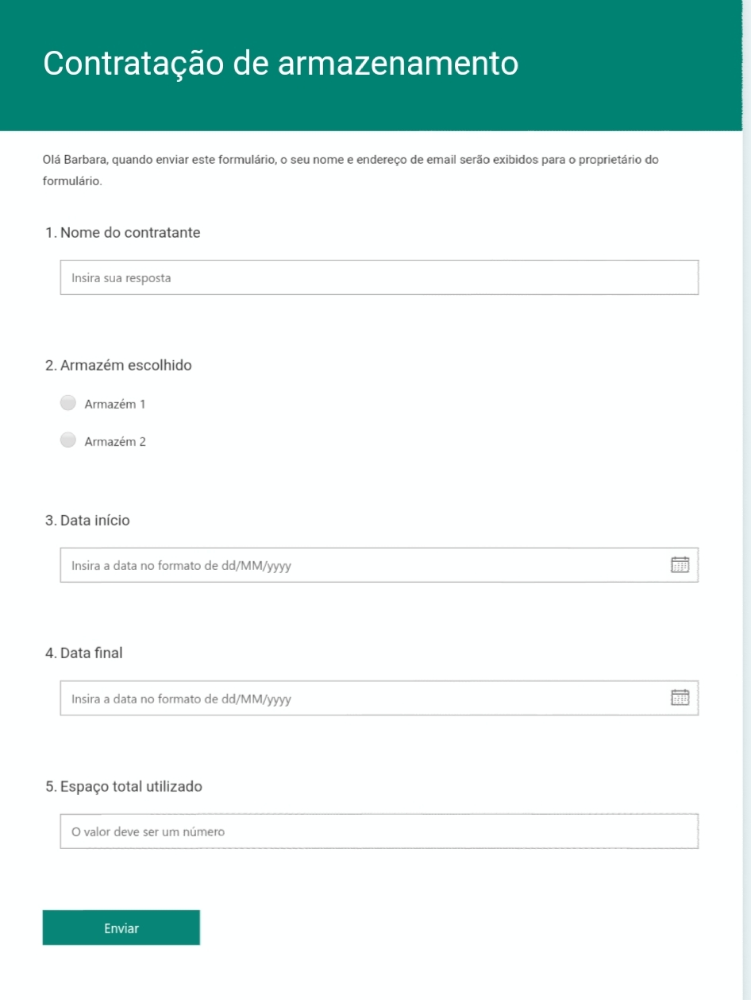 Contratação de armazenamento
Olá Barbara, quando enviar este formulário, o seu nome e endereço de email serão exibidos para o proprietário do
formulário.
1. Nome do contratante
Insira sua resposta
2. Armazém escolhido
Armazém 1
Armazém 2
3. Data início
Insira a data no formato de dd/MM/yyyy
4. Data final
Insira a data no formato de dd/MM/yyyy
5. Espaço total utilizado
O valor deve ser um número
Enviar